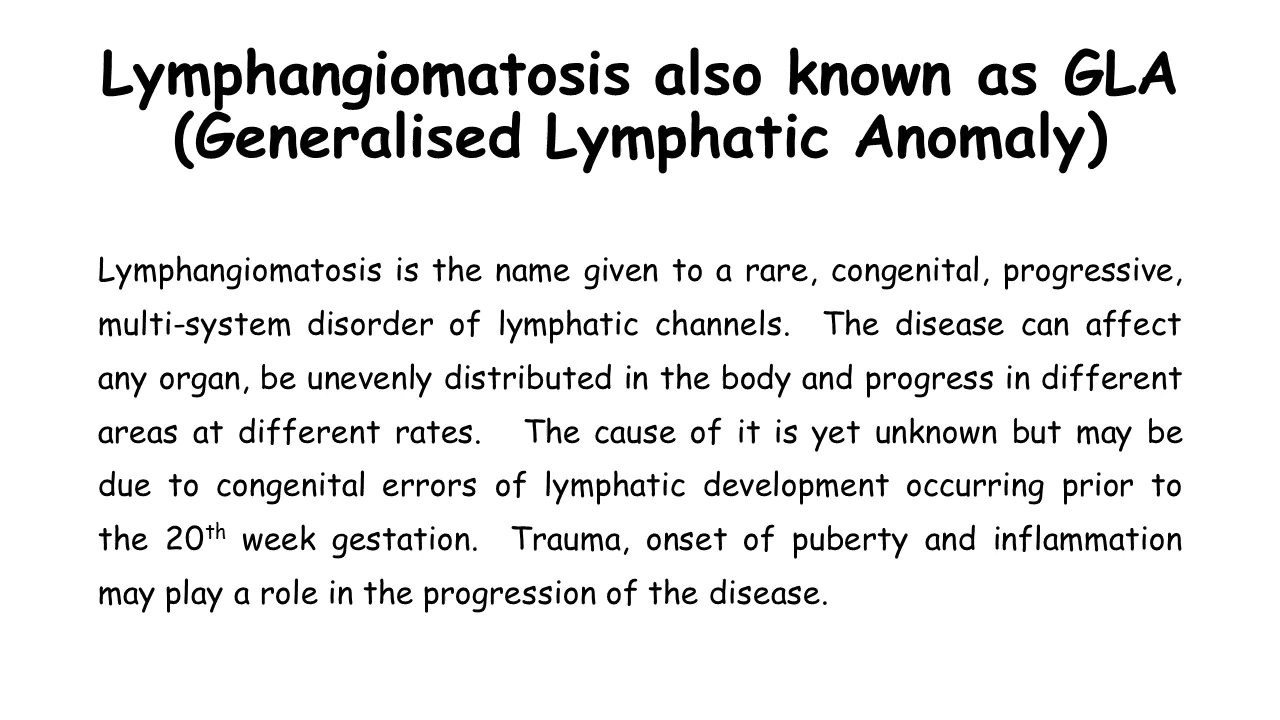 Lymphangiomatosis also known as GLA
(Generalised Lymphatic Anomaly)
Lymphangiomatosis is the name given to a rare, congenital, progressive,
multi-system disorder of lymphatic channels.  The disease can affect
any organ, be unevenly distributed in the body and progress in different
areas at different rates.   The cause of it is yet unknown but may be
due to congenital errors of lymphatic development occurring prior to
the 20th week gestation.  Trauma, onset of puberty and inflammation
may play a role in the progression of the disease.